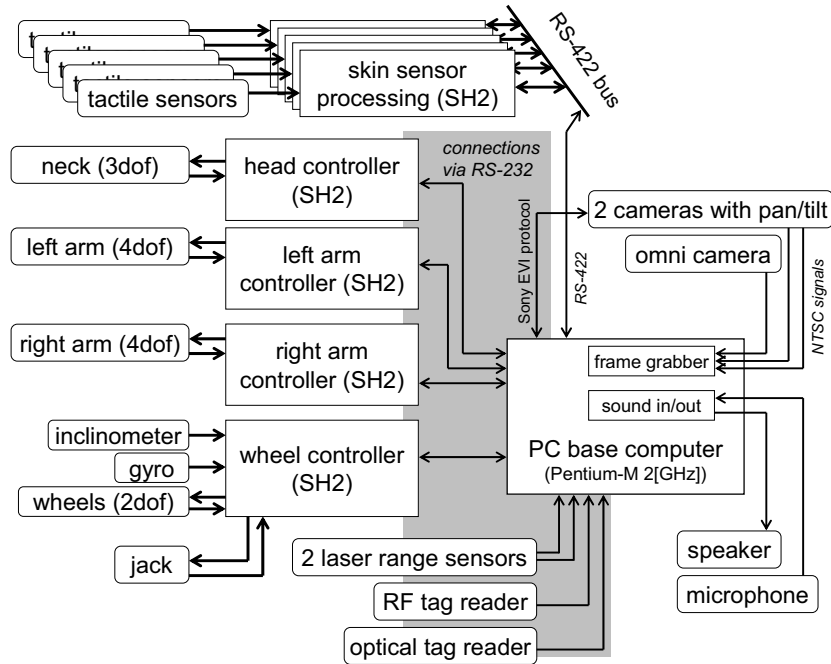 tactile sensors
skin sensor
processing (SH2)
RS-422 bus
connections
via RS-232
neck (3dof)
head controller
(SH2)
left arm (4dof)
left arm
controller (SH2)
right arm (4dof)
right arm
controller (SH2)
inclinometer
gyro
wheels (2dof)
wheel controller
(SH2)
jack
Sony EVI protocol
RS-422
2 cameras with pan/tilt
omni camera
NTSC signals
frame grabber
sound in/out
PC base computer
(Pentium-M 2[GHz])
2 laser range sensors
RF tag reader
optical tag reader
speaker
microphone